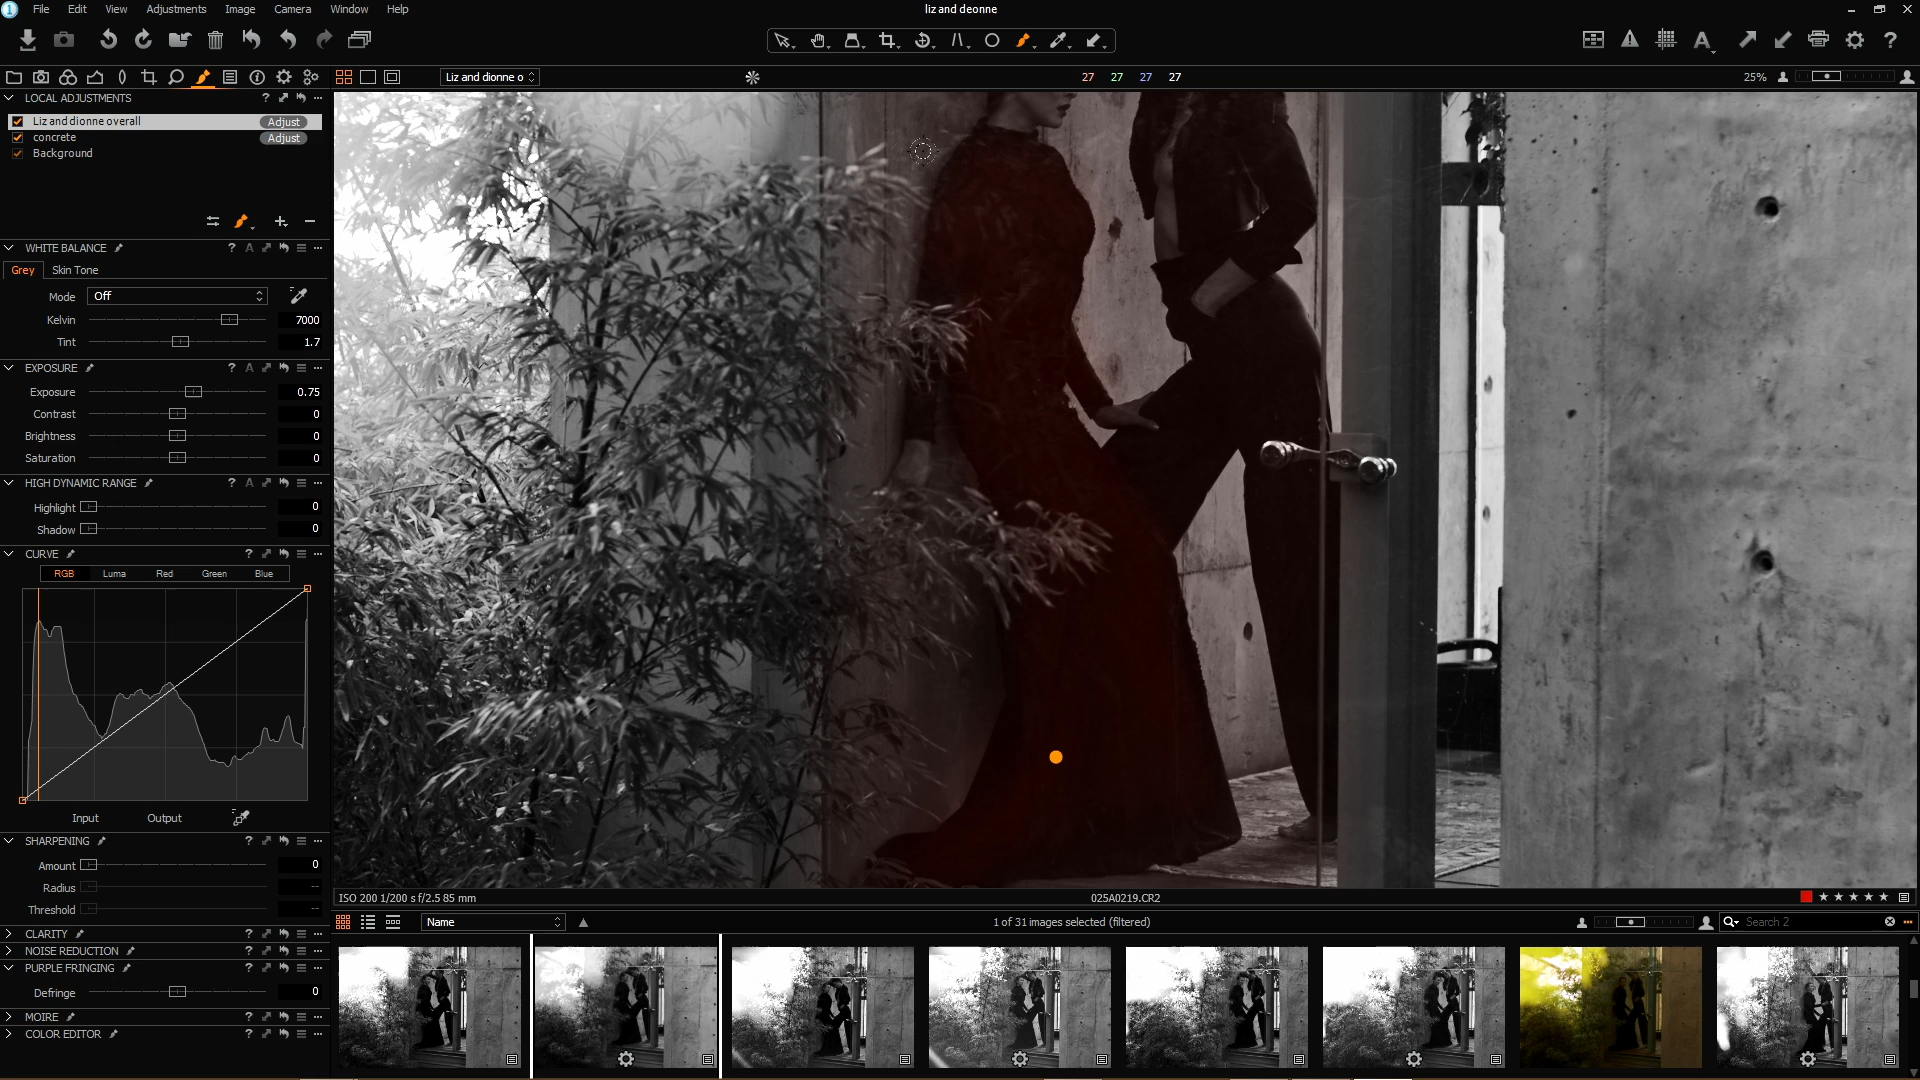 File Edit View Adjustments Image Camera Window Help
liz and deonne
Liz and dionne o
27 27 27 27
25%
LOCAL ADJUSTMENTS
Liz and dionne overall Adjust
concrete Adjust
Background
WHITE BALANCE
Grey Skin Tone
Mode Off
Kelvin 7000
Tint 1.7
EXPOSURE
Exposure 0.75
Contrast 0
Brightness 0
Saturation 0
HIGH DYNAMIC RANGE
Highlight 0
Shadow 0
CURVE
RGB Luma Red Green Blue
Input Output
SHARPENING
Amount 0
Radius --
Threshold --
CLARITY
NOISE REDUCTION
PURPLE FRINGING
Defringe 0
MOIRE
COLOR EDITOR
ISO 200 1/200 s f/2.5 85 mm
025A0219.CR2
Name
1 of 31 images selected (filtered)
Search 2